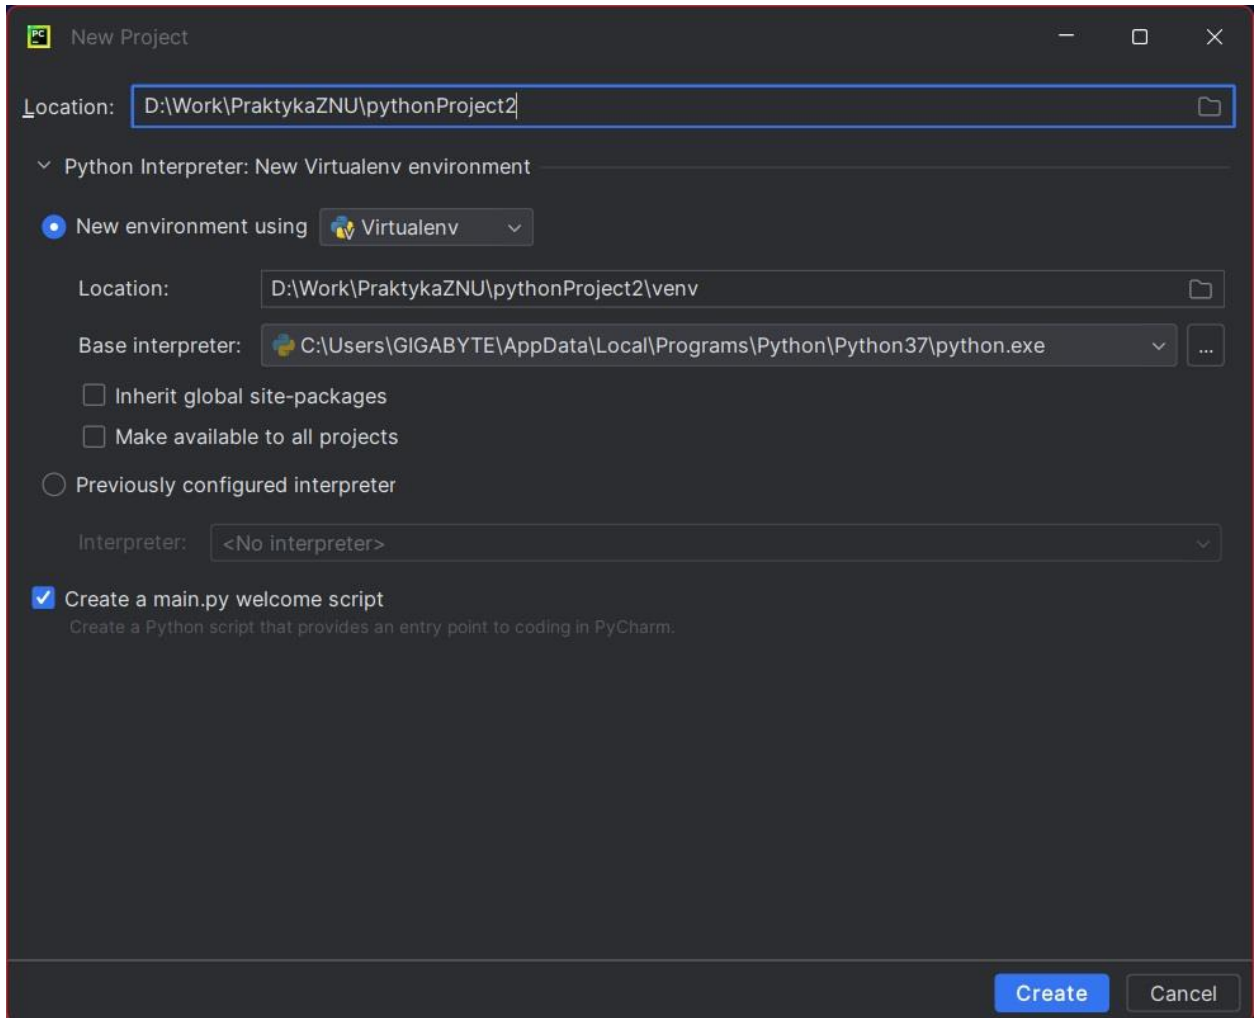 New Project
Location: D:\Work\PraktykaZNU\pythonProject2
Python Interpreter: New Virtualenv environment
New environment using Virtualenv
Location: D:\Work\PraktykaZNU\pythonProject2\venv
Base interpreter: C:\Users\GIGABYTE\AppData\Local\Programs\Python\Python37\python.exe ...
Inherit global site-packages
Make available to all projects
Previously configured interpreter
Interpreter: <No interpreter>
Create a main.py welcome script
Create a Python script that provides an entry point to coding in PyCharm.
Create Cancel